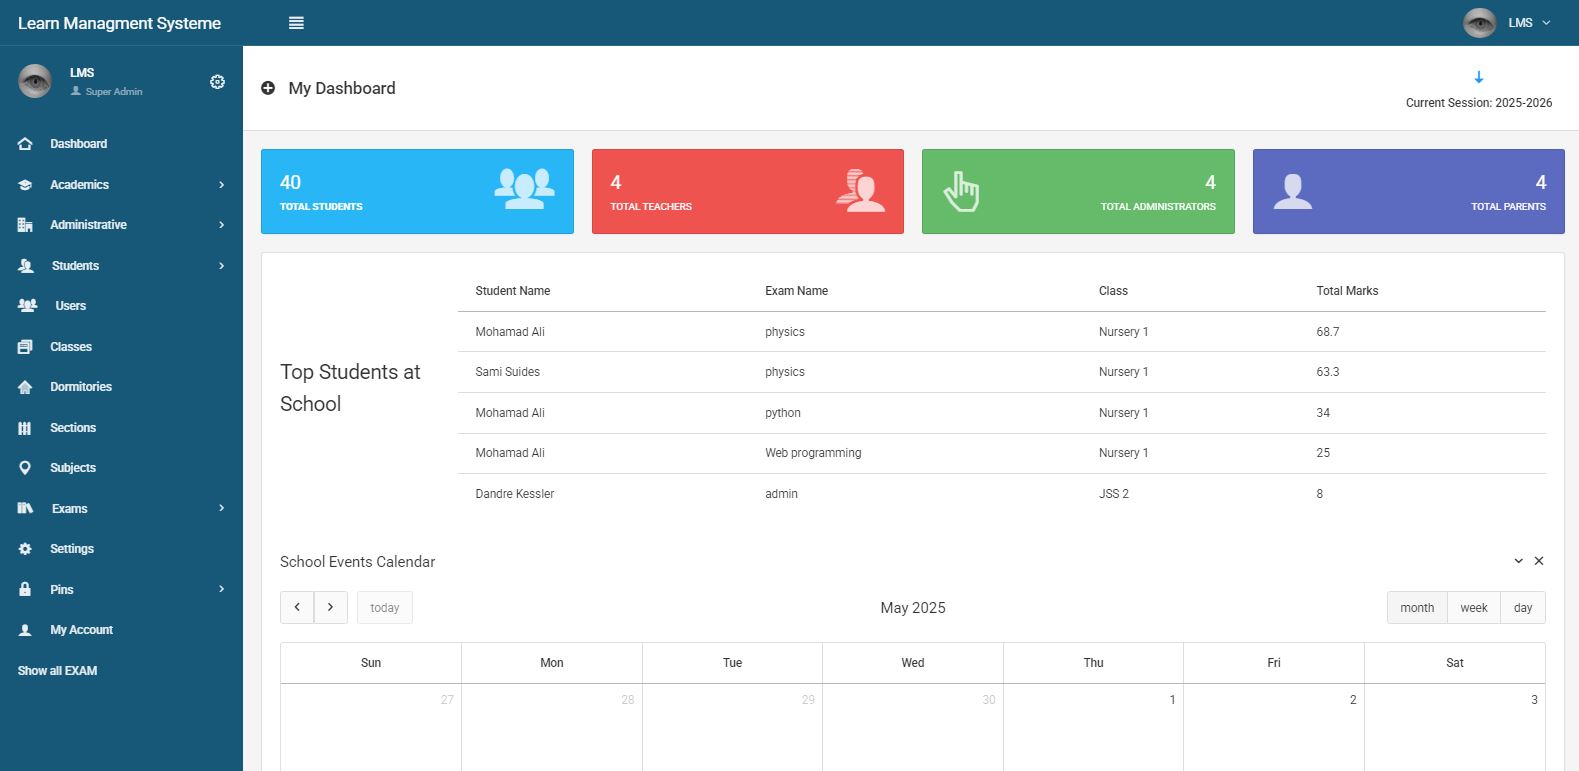 Learn Managment Systeme
LMS
LMS
Super Admin
Dashboard
Academics
Administrative
Students
Users
Classes
Dormitories
Sections
Subjects
Exams
Settings
Pins
My Account
Show all EXAM
My Dashboard
Current Session: 2025-2026
40
TOTAL STUDENTS
4
TOTAL TEACHERS
4
TOTAL ADMINISTRATORS
4
TOTAL PARENTS
Top Students at
School
Student Name Exam Name Class Total Marks
Mohamad Ali physics Nursery 1 68.7
Sami Suides physics Nursery 1 63.3
Mohamad Ali python Nursery 1 34
Mohamad Ali Web programming Nursery 1 25
Dandre Kessler admin JSS 2 8
School Events Calendar
today May 2025 month week day
Sun Mon Tue Wed Thu Fri Sat
27 28 29 30 1 2 3